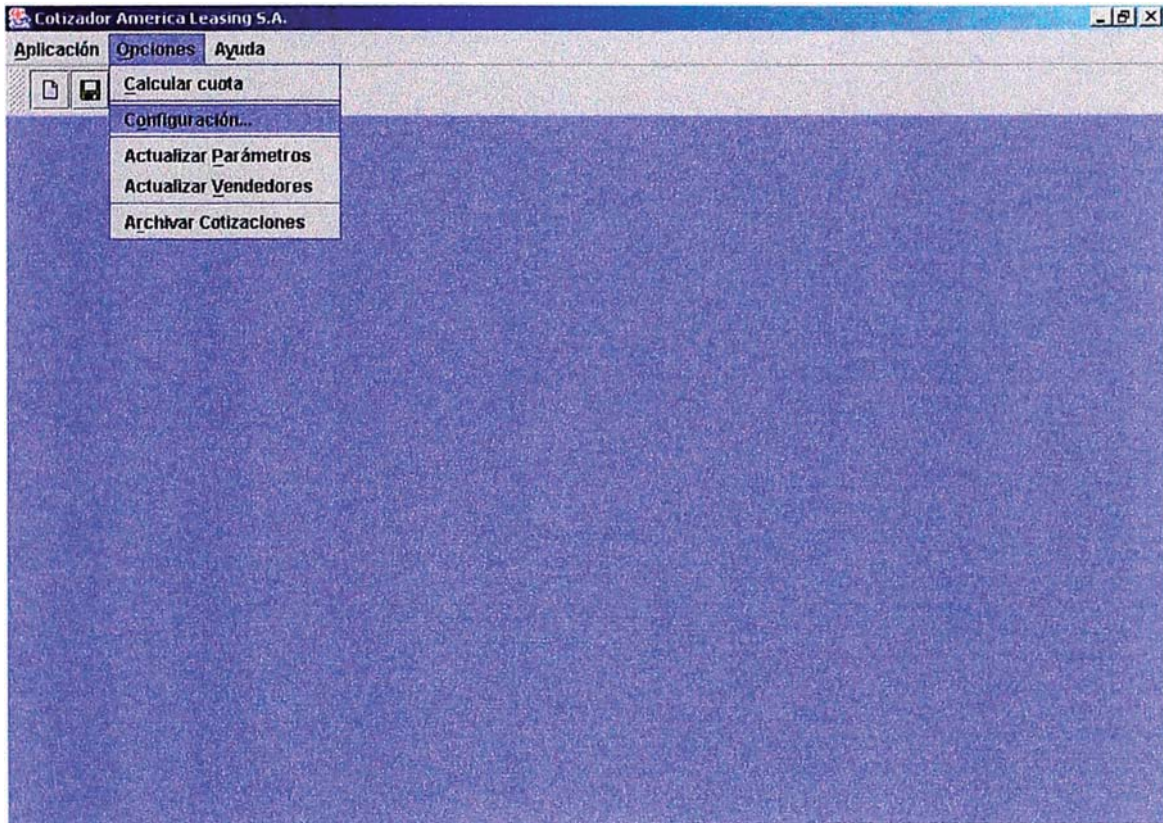 Cotizador America Leasing S.A.
Aplicación Opciones Ayuda
Calcular cuota
Configuración...
Actualizar Parámetros
Actualizar Vendedores
Archivar Cotizaciones